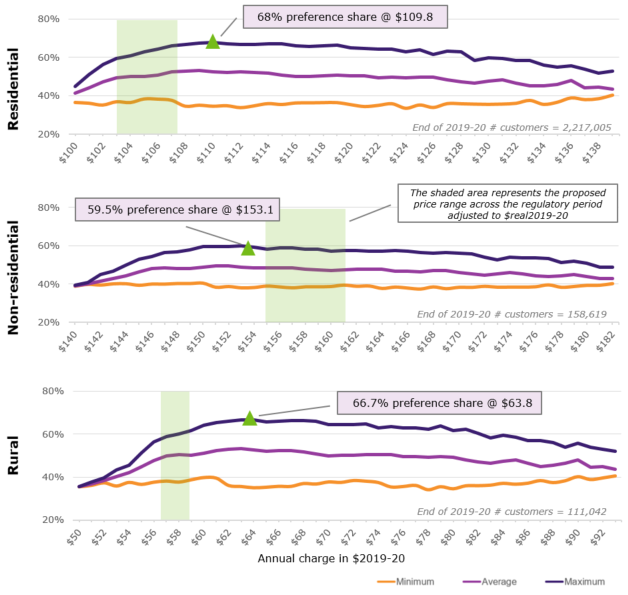 68% preference share @ $109.8
Residential
80%
60%
40%
20%
End of 2019-20 # customers = 2,217,005
$100 $102 $104 $106 $108 $110 $112 $114 $116 $118 $120 $122 $124 $126 $128 $130 $132 $134 $136 $138
59.5% preference share @ $153.1
The shaded area represents the proposed
price range across the regulatory period
adjusted to $real2019-20
Non-residential
80%
60%
40%
20%
End of 2019-20 # customers = 158,619
$140 $142 $144 $146 $148 $150 $152 $154 $156 $158 $160 $162 $164 $166 $168 $170 $172 $174 $176 $178 $180 $182
66.7% preference share @ $63.8
Rural
80%
60%
40%
20%
End of 2019-20 # customers = 111,042
$50 $52 $54 $56 $58 $60 $62 $64 $66 $68 $70 $72 $74 $76 $78 $80 $82 $84 $86 $88 $90 $92
Annual charge in $2019-20
Minimum Average Maximum